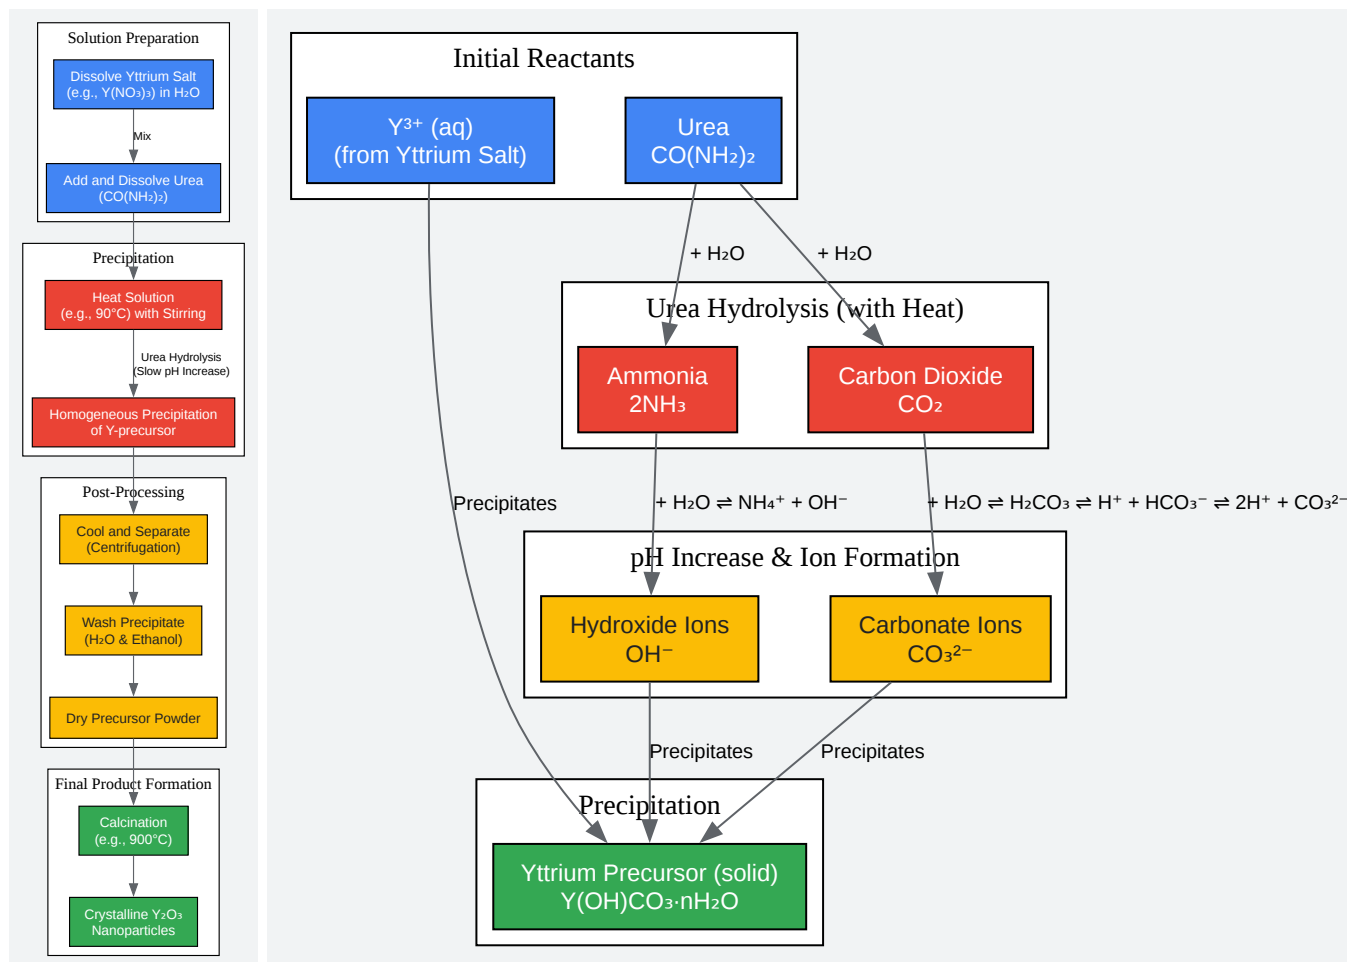 Solution Preparation
Dissolve Yttrium Salt
(e.g., Y(NO₃)₃) in H₂O
Mix
Add and Dissolve Urea
(CO(NH₂)₂)
Precipitation
Heat Solution
(e.g., 90°C) with Stirring
Urea Hydrolysis
(Slow pH Increase)
Homogeneous Precipitation
of Y-precursor
Post-Processing
Cool and Separate
(Centrifugation)
Wash Precipitate
(H₂O & Ethanol)
Dry Precursor Powder
Final Product Formation
Calcination
(e.g., 900°C)
Crystalline Y₂O₃
Nanoparticles
Initial Reactants
Y³⁺ (aq)
(from Yttrium Salt)
Urea
CO(NH₂)₂
+ H₂O
+ H₂O
Urea Hydrolysis (with Heat)
Ammonia
2NH₃
Carbon Dioxide
CO₂
Precipitates
+ H₂O ⇌ NH₄⁺ + OH⁻
+ H₂O ⇌ H₂CO₃ ⇌ H⁺ + HCO₃⁻ ⇌ 2H⁺ + CO₃²⁻
pH Increase & Ion Formation
Hydroxide Ions
OH⁻
Carbonate Ions
CO₃²⁻
Precipitates
Precipitates
Precipitation
Yttrium Precursor (solid)
Y(OH)CO₃·nH₂O